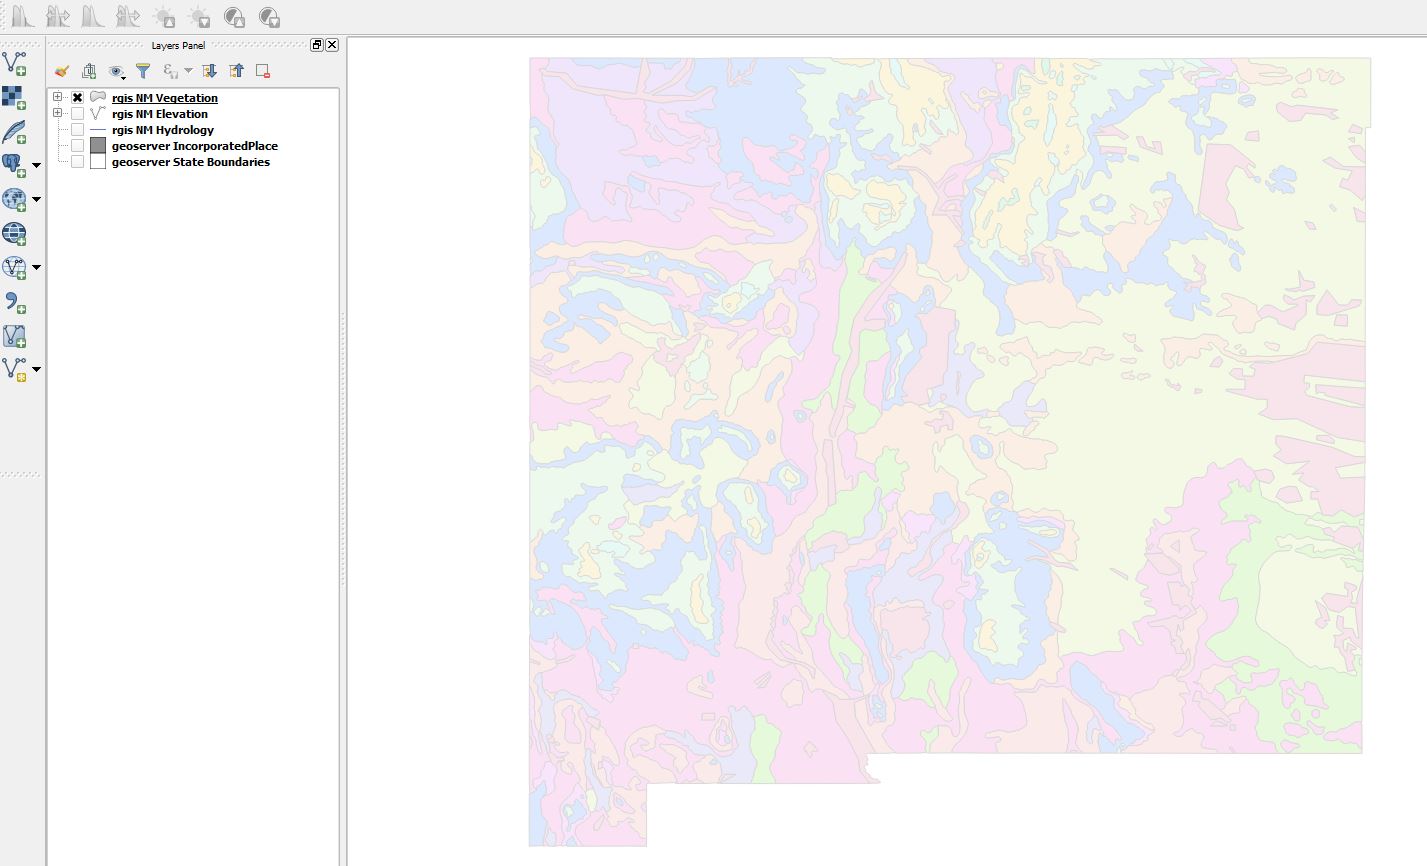 Layers Panel
rgis NM Vegetation
rgis NM Elevation
rgis NM Hydrology
geoserver IncorporatedPlace
geoserver State Boundaries